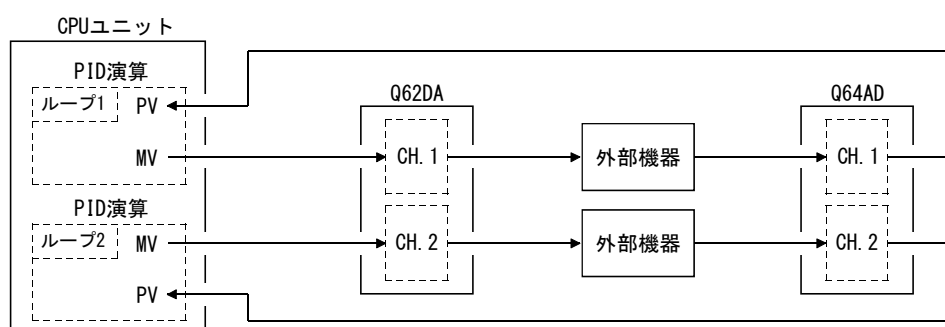 CPUユニット
PID演算
ループ1 PV
MV
Q62DA
CH. 1
外部機器
Q64AD
CH. 1
PID演算
ループ2 MV
PV
CH. 2
外部機器
CH. 2